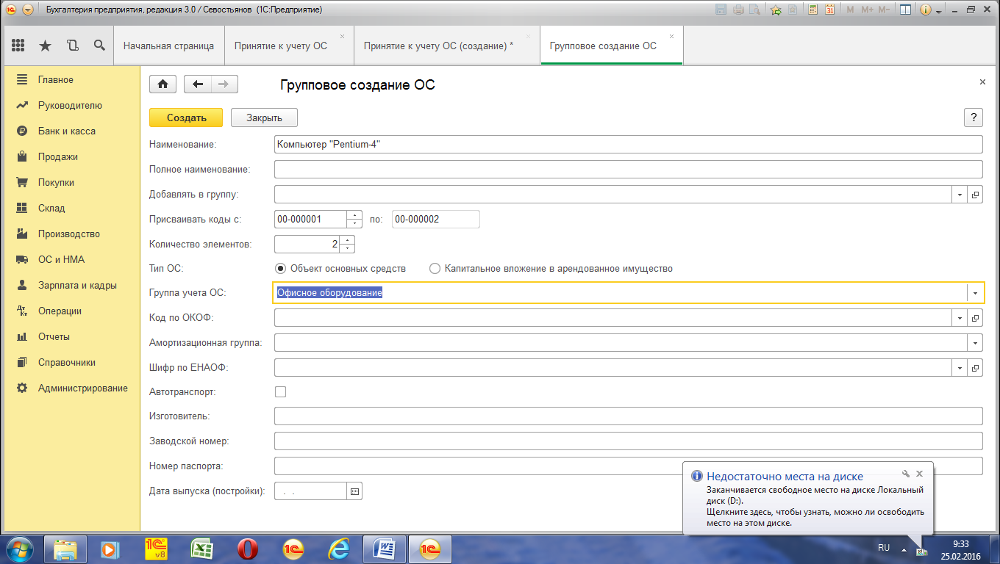 Бухгалтерия предприятия, редакция 3.0 / Севостьянов (1С:Предприятие)
M M+ M-
Начальная страница
Принятие к учету ОС
Принятие к учету ОС (создание) *
Групповое создание ОС
Главное
Руководителю
Банк и касса
Продажи
Покупки
Склад
Производство
ОС и НМА
Зарплата и кадры
Операции
Отчеты
Справочники
Администрирование
Групповое создание ОС
Создать
Закрыть
?
Наименование: Компьютер "Pentium-4"
Полное наименование:
Добавлять в группу:
Присваивать коды с: 00-000001 по: 00-000002
Количество элементов: 2
Тип ОС: Объект основных средств Капитальное вложение в арендованное имущество
Группа учета ОС: Офисное оборудование
Код по ОКОФ:
Амортизационная группа:
Шифр по ЕНАОФ:
Автотранспорт:
Изготовитель:
Заводской номер:
Номер паспорта:
Дата выпуска (постройки): . .
Недостаточно места на диске
Заканчивается свободное место на диске Локальный
диск (D:).
Щелкните здесь, чтобы узнать, можно ли освободить
место на этом диске.
RU
9:33
25.02.2016